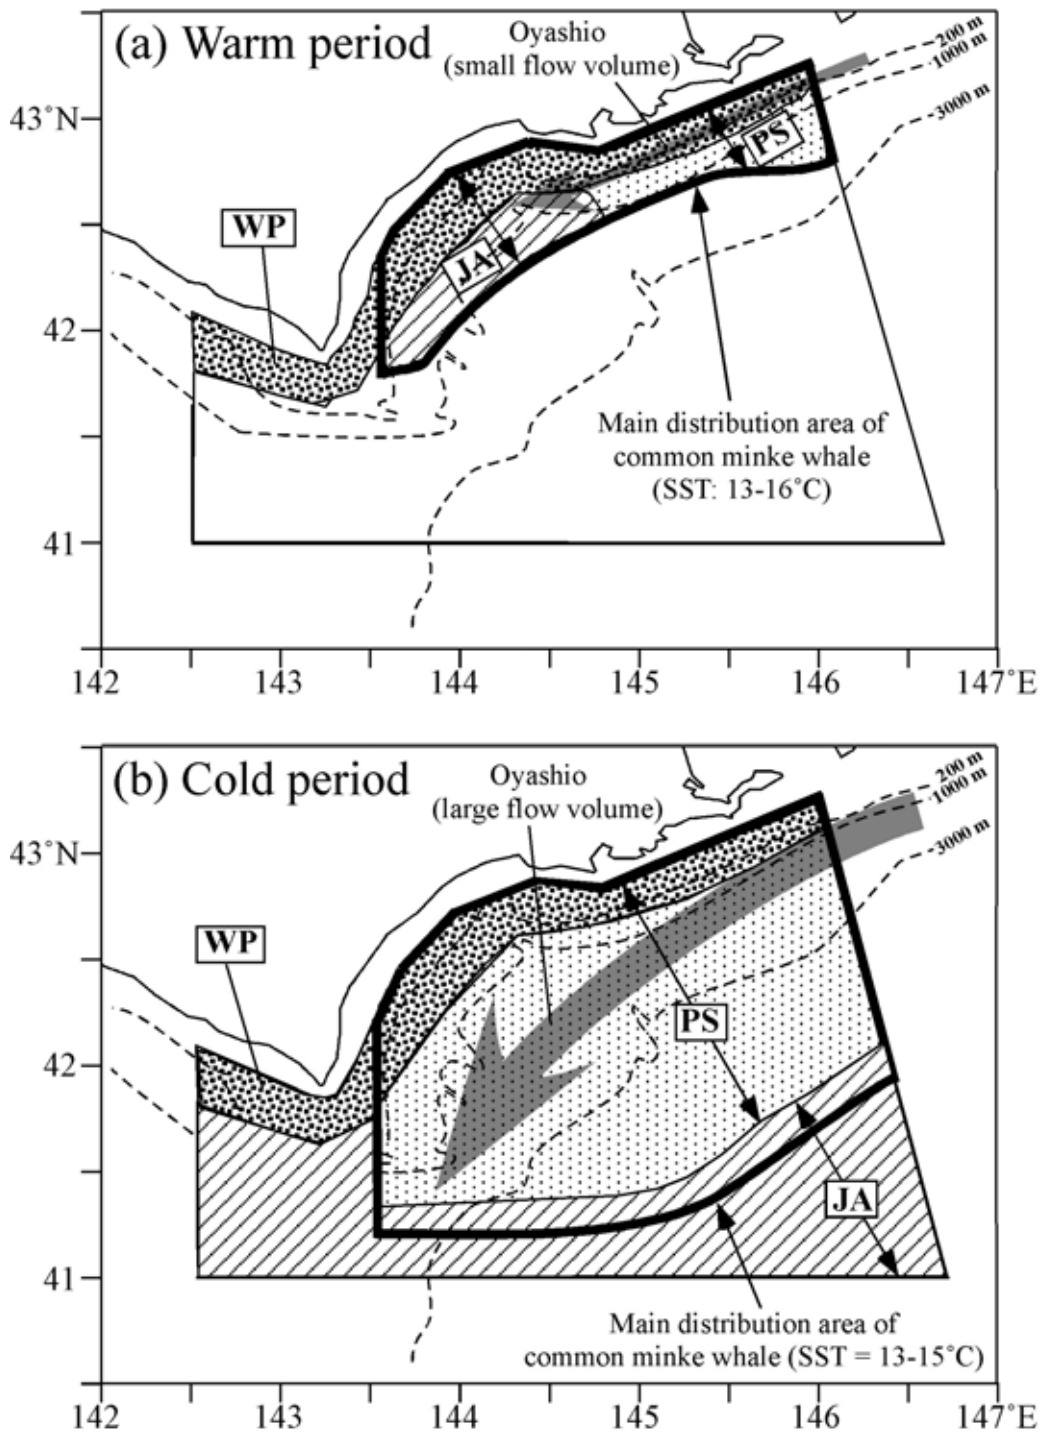 (a) Warm period
Oyashio
(small flow volume)
200 m
1000 m
3000 m
43˚N
PS
WP
JA
42
Main distribution area of
common minke whale
(SST: 13-16˚C)
41
142 143 144 145 146 147˚E
(b) Cold period
Oyashio
(large flow volume)
200 m
1000 m
3000 m
43˚N
WP
PS
42
JA
41
Main distribution area of
common minke whale (SST = 13-15˚C)
142 143 144 145 146 147˚E